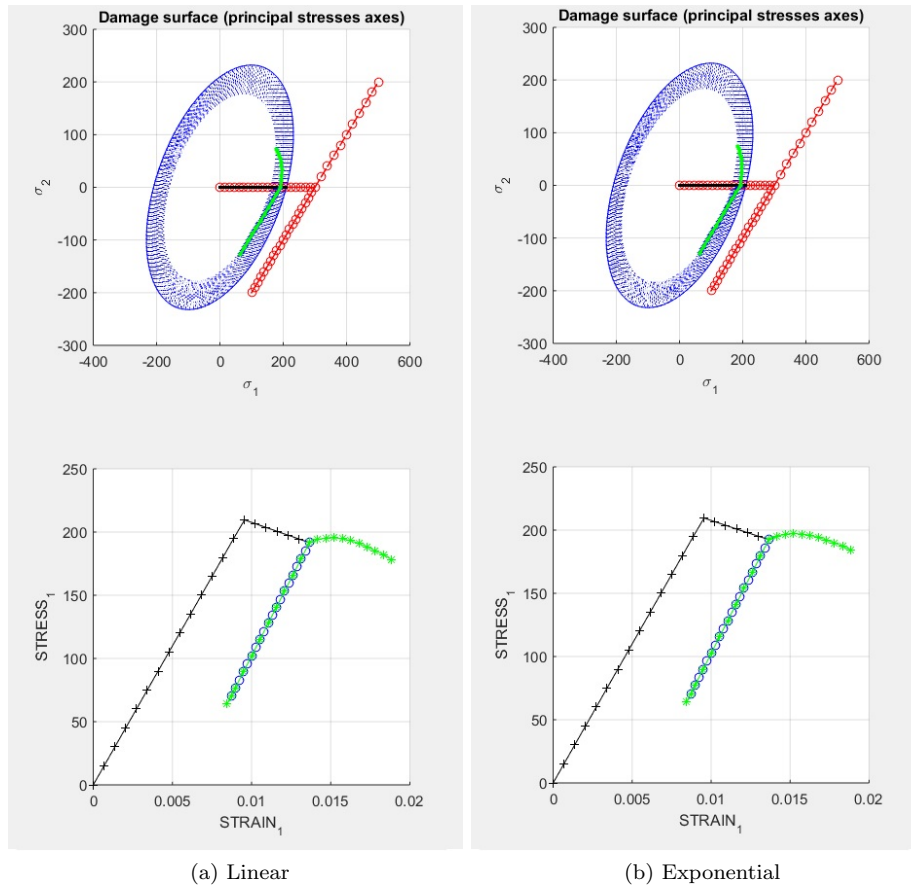 Damage surface (principal stresses axes)
300
200
100
0
-100
-200
-300
σ2
-400 -200 0 200 400 600
σ1
Damage surface (principal stresses axes)
300
200
100
0
-100
-200
-300
σ2
-400 -200 0 200 400 600
σ1
250
200
150
100
50
0
STRESS1
0 0.005 0.01 0.015 0.02
STRAIN1
250
200
150
100
50
0
STRESS1
0 0.005 0.01 0.015 0.02
STRAIN1
(a) Linear
(b) Exponential